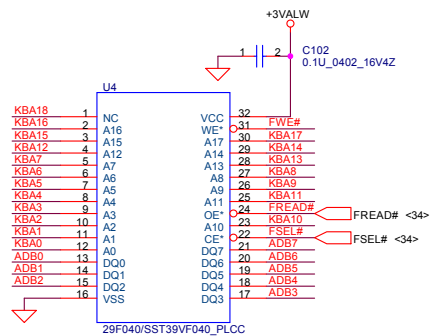 +3VALW
1 2 C102
0.1U_0402_16V4Z
U4
KBA18 1 NC VCC 32
KBA16 2 A16 WE* 31 FWE#
KBA15 3 A15 A17 30 KBA17
KBA12 4 A12 A14 29 KBA14
KBA7 5 A7 A13 28 KBA13
KBA6 6 A6 A8 27 KBA8
KBA5 7 A5 A9 26 KBA9
KBA4 8 A4 A11 25 KBA11
KBA3 9 A3 OE* 24 FREAD# FREAD# <34>
KBA2 10 A2 A10 23 KBA10
KBA1 11 A1 CE* 22 FSEL# FSEL# <34>
KBA0 12 A0 DQ7 21 ADB7
ADB0 13 DQ0 DQ6 20 ADB6
ADB1 14 DQ1 DQ5 19 ADB5
ADB2 15 DQ2 DQ4 18 ADB4
16 VSS DQ3 17 ADB3
29F040/SST39VF040_PLCC